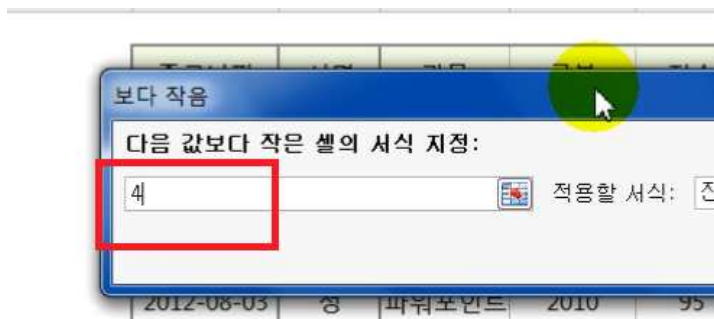 보다 작음
다음 값보다 작은 셀의 서식 지정:
4
적용할 서식:
2012-08-03 정 파워포인트 2010 95